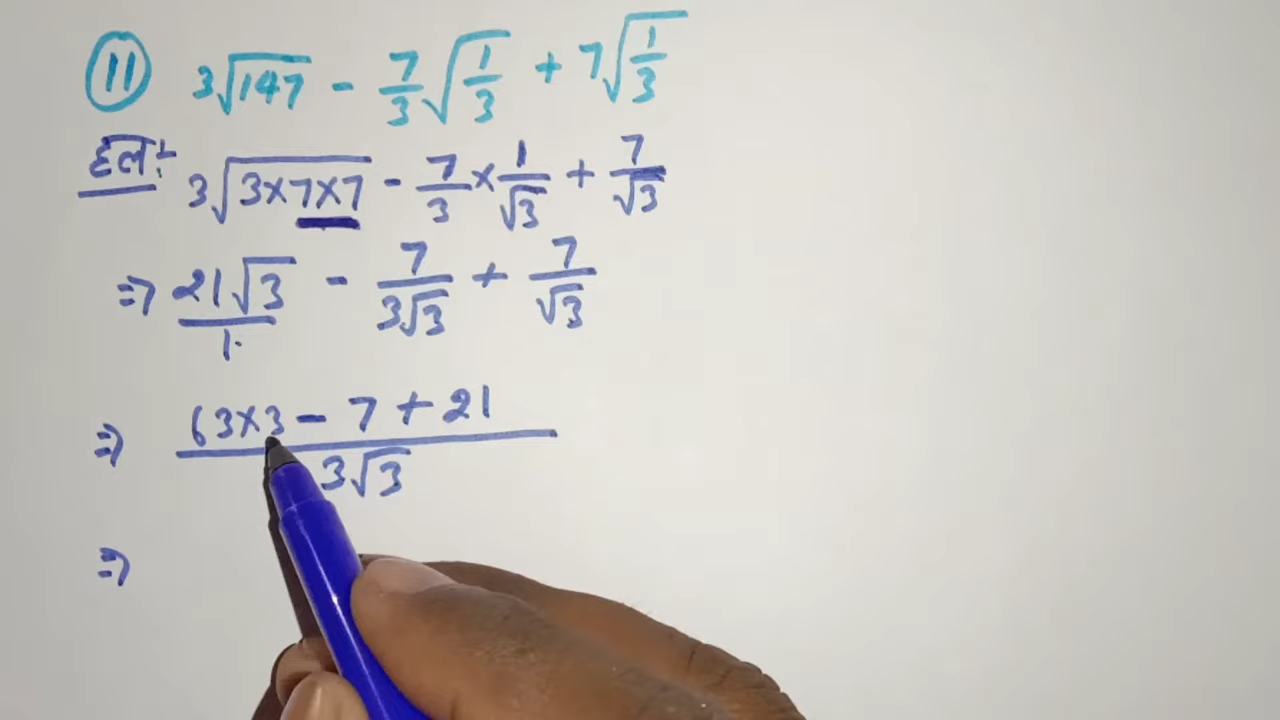 11 3√147 - 7/3 √1/3 + 7√1/3
हल:- 3√3×7×7 - 7/3 × 1/√3 + 7/√3
⇒ 21√3/1 - 7/3√3 + 7/√3
⇒ 63×3 - 7 + 21 / 3√3
⇒